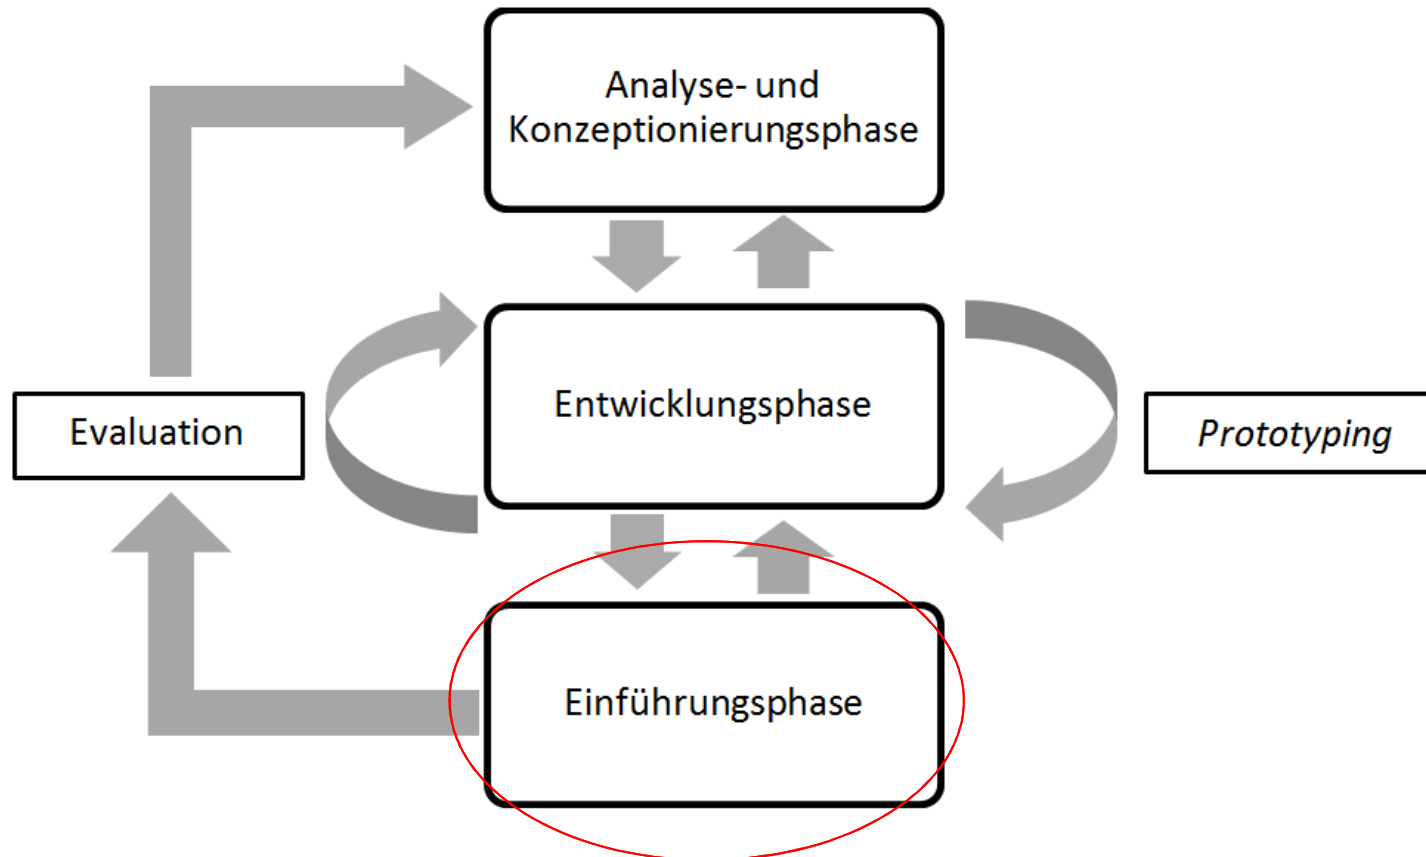 Analyse- und
Konzeptionierungsphase
Entwicklungsphase
Evaluation
Prototyping
Einführungsphase